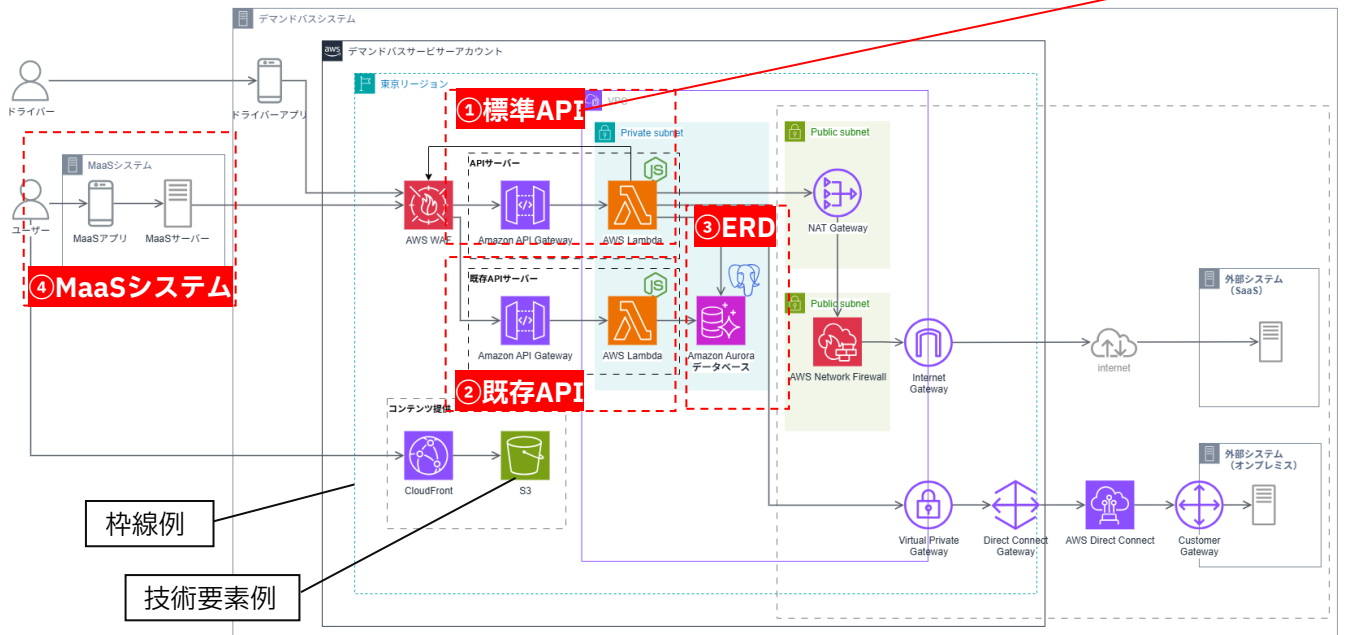 デマンドバスシステム
aws
デマンドバスサービサーアカウント
東京リージョン
ドライバー
ドライバーアプリ
①標準API
VPC
Private subnet
Public subnet
MaaSシステム
APIサーバー
JS
ユーザー
MaaSアプリ
MaaSサーバー
AWS WAF
Amazon API Gateway
AWS Lambda
③ERD
NAT Gateway
④MaaSシステム
既存APIサーバー
JS
Public subnet
外部システム
(SaaS)
Amazon API Gateway
AWS Lambda
Amazon Aurora
データベース
AWS Network Firewall
Internet
Gateway
internet
②既存API
コンテンツ提供
CloudFront
S3
外部システム
(オンプレミス)
枠線例
Virtual Private
Gateway
Direct Connect
Gateway
AWS Direct Connect
Customer
Gateway
技術要素例